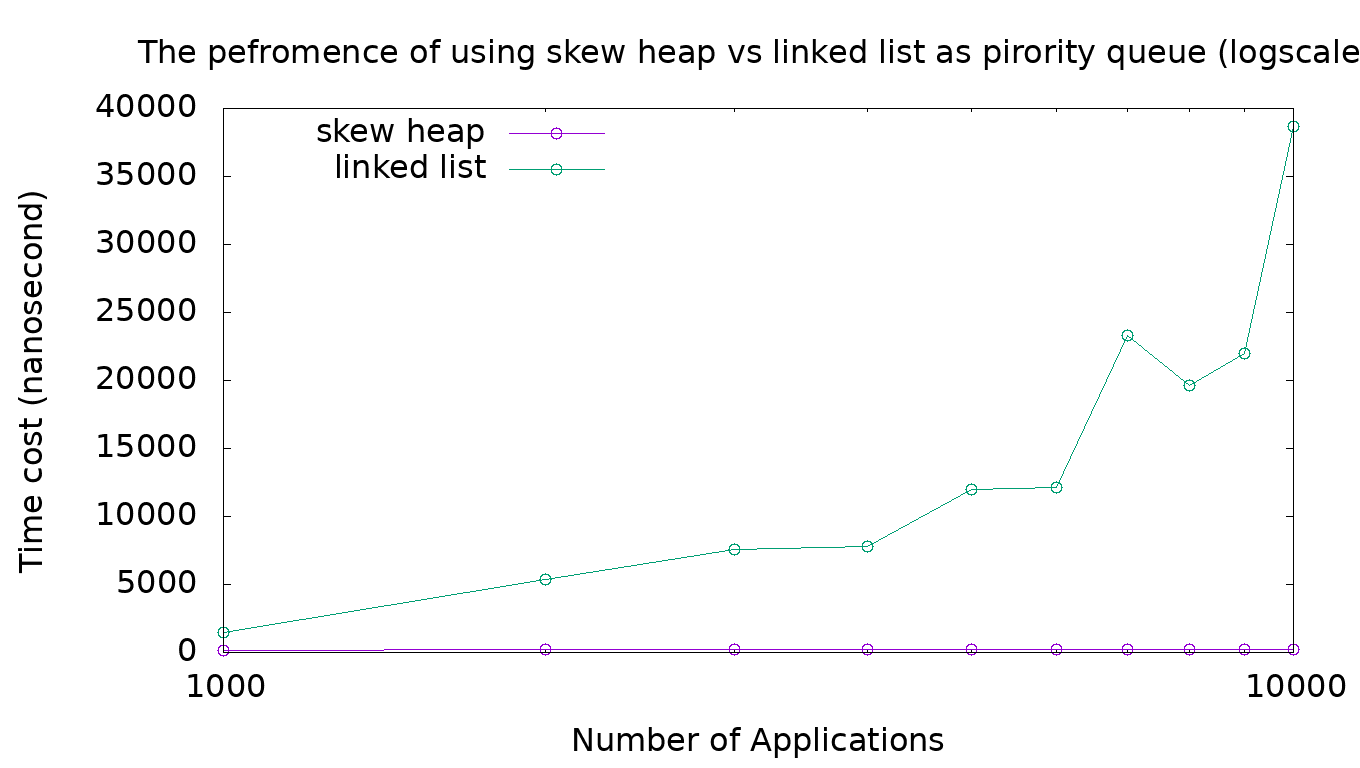 The pefromence of using skew heap vs linked list as pirority queue (logscale
40000
skew heap
linked list
35000
30000
25000
20000
15000
10000
5000
0
Time cost (nanosecond)
1000
10000
Number of Applications